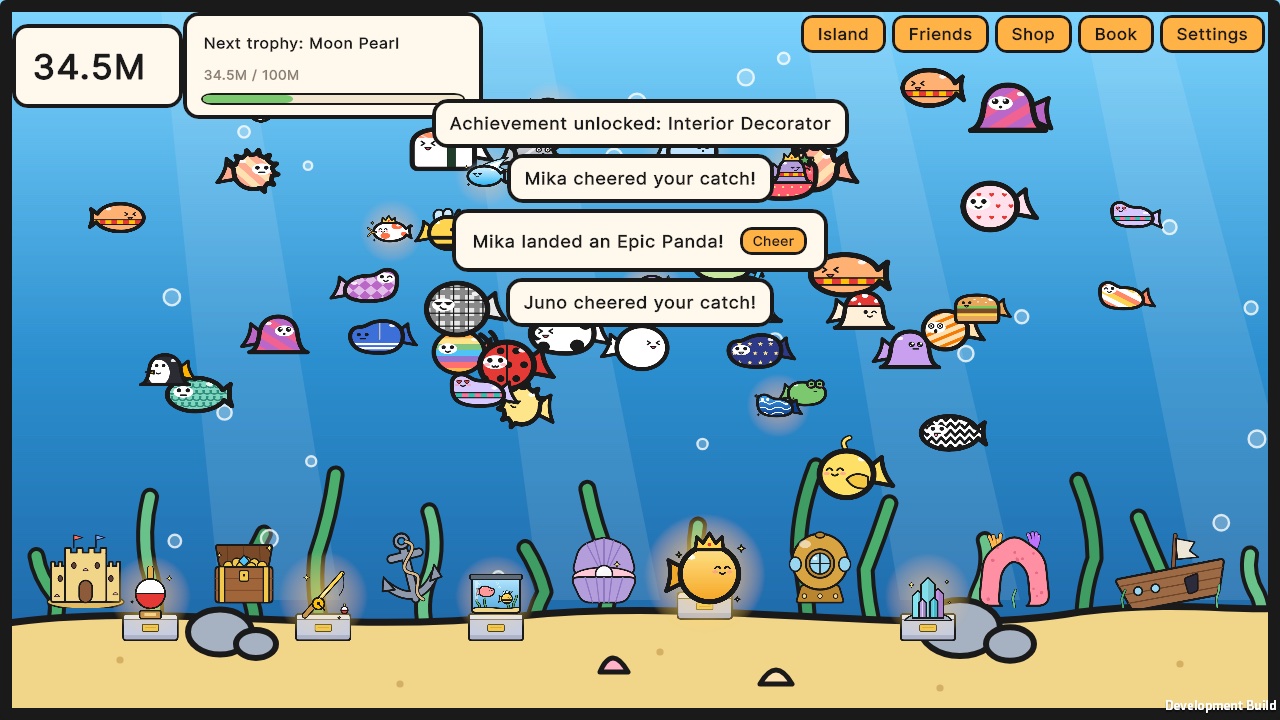 34.5M
Next trophy: Moon Pearl
34.5M / 100M
Island
Friends
Shop
Book
Settings
Achievement unlocked: Interior Decorator
Mika cheered your catch!
Mika landed an Epic Panda!
Cheer
Juno cheered your catch!
Development Build